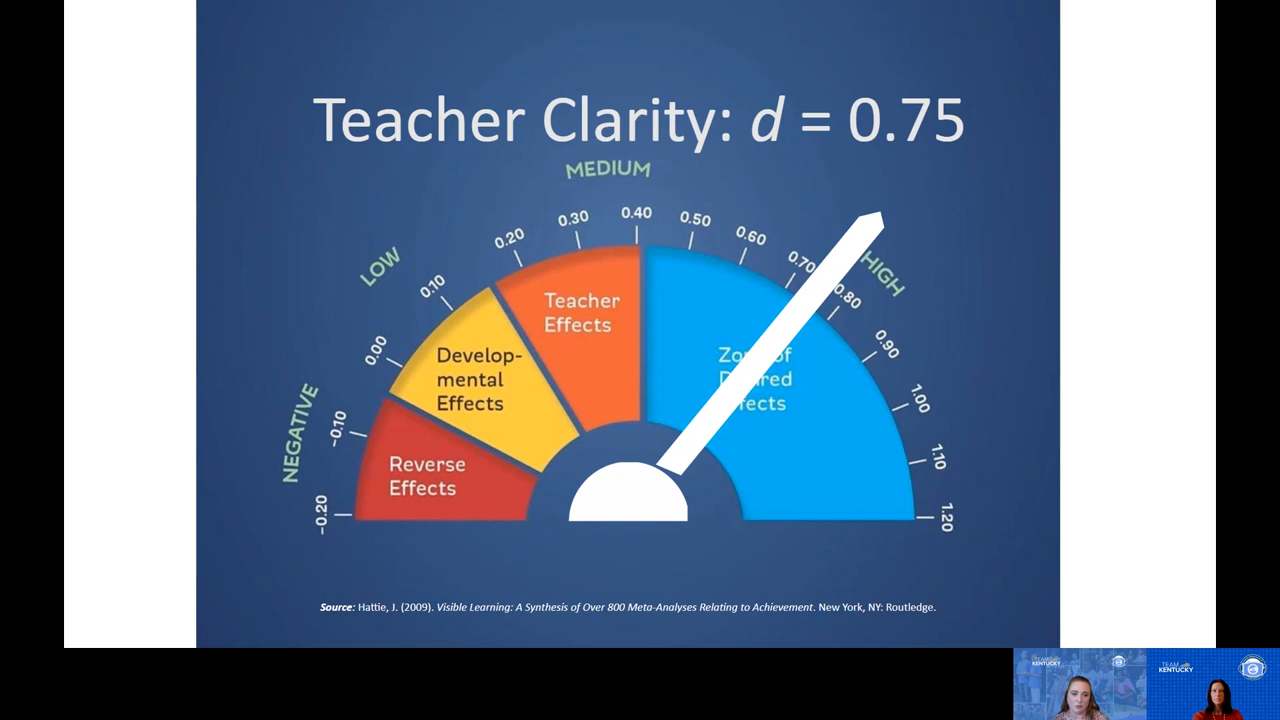 Teacher Clarity: d = 0.75
MEDIUM
LOW
HIGH
NEGATIVE
−0.20
−0.10
0.00
0.10
0.20
0.30
0.40
0.50
0.60
0.70
0.80
0.90
1.00
1.10
1.20
Reverse
Effects
Develop-
mental
Effects
Teacher
Effects
of
Source: Hattie, J. (2009). Visible Learning: A Synthesis of Over 800 Meta-Analyses Relating to Achievement. New York, NY: Routledge.
TEAM
KENTUCKY
TEAM
KENTUCKY